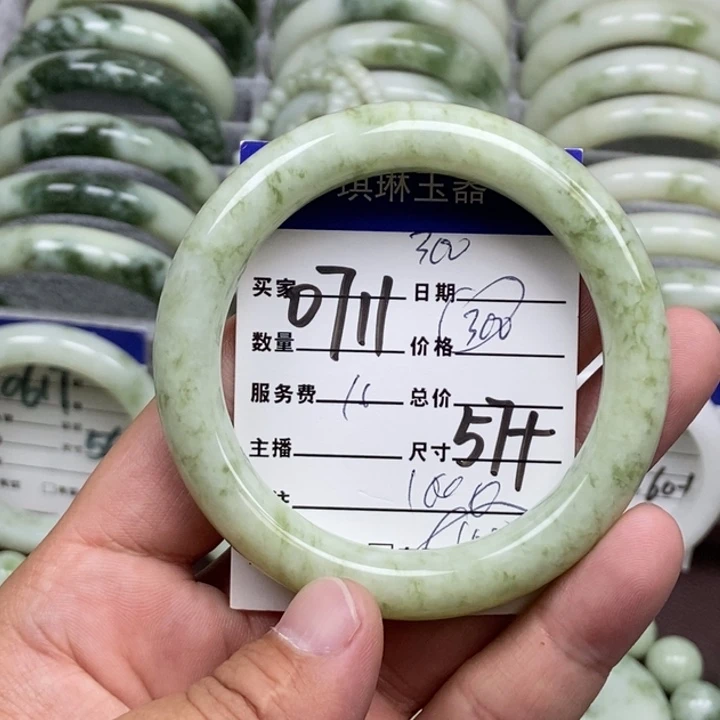 琪琳玉器
300
买家 0711 日期
数量 价格 300
服务费 总价
主播 尺寸 57+
1000
0617